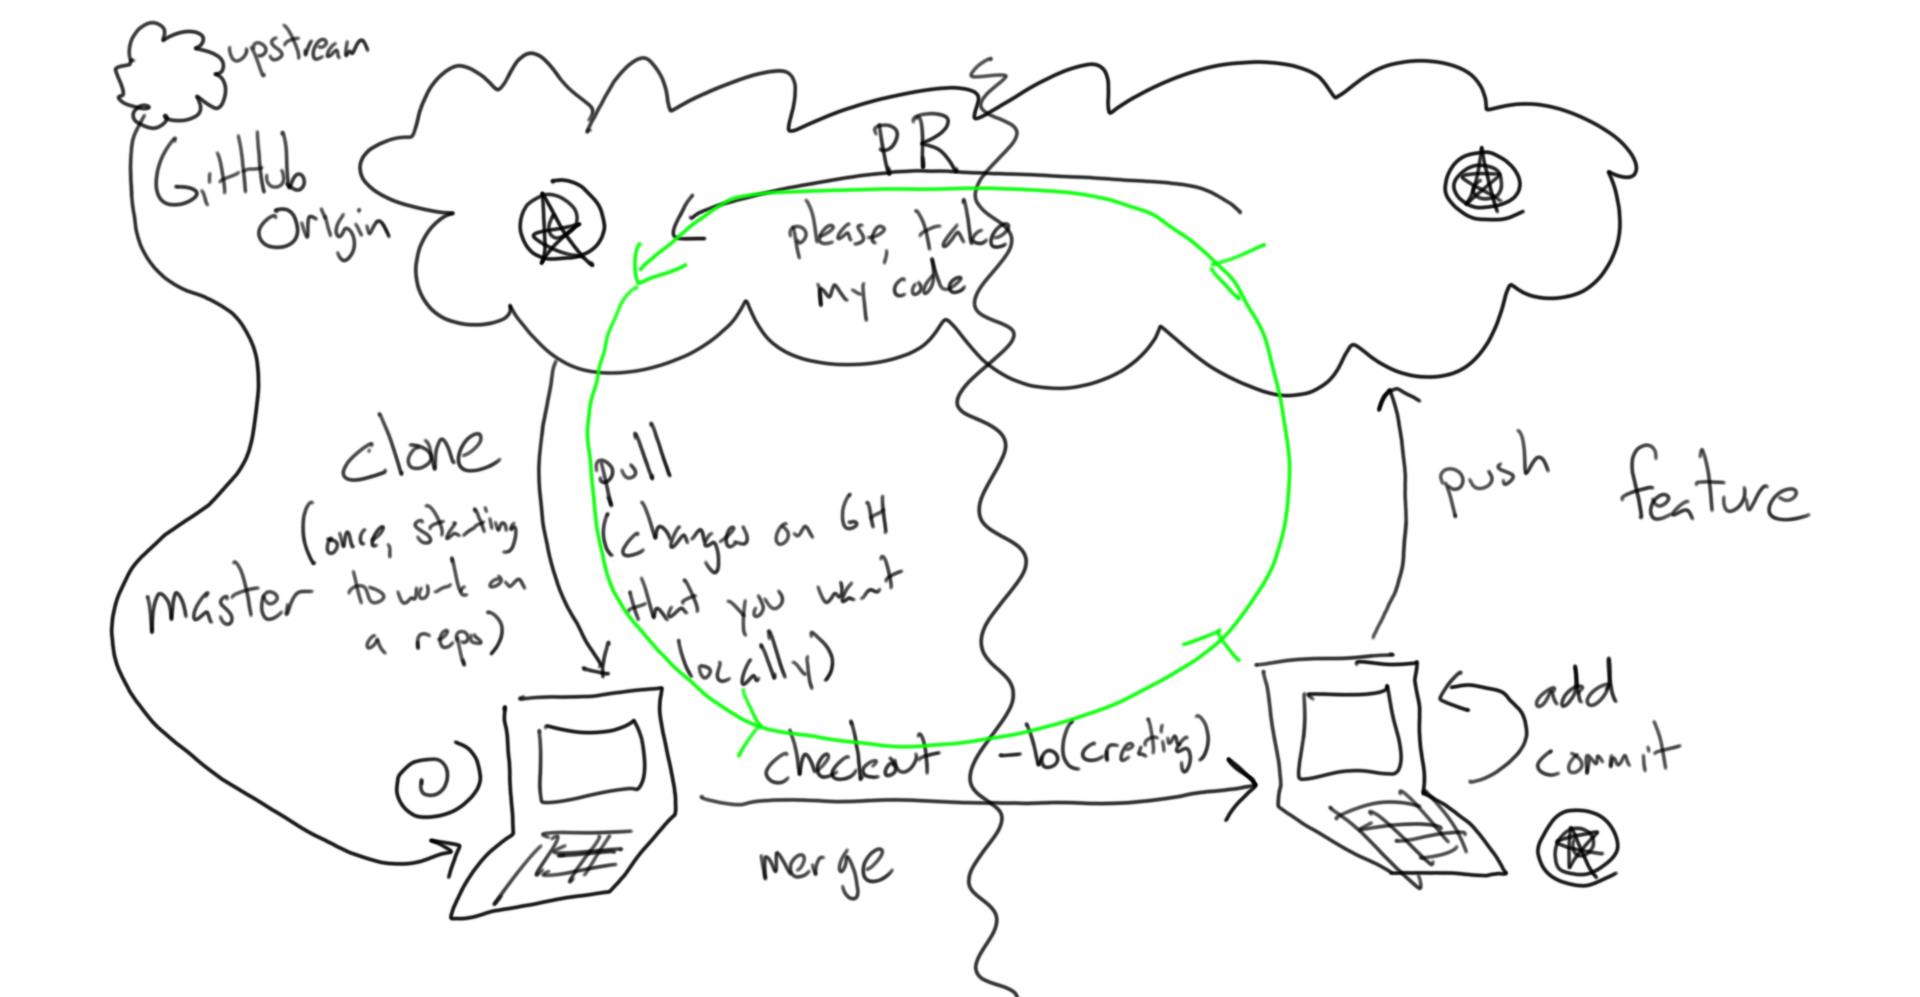 upstream
GitHub
Origin
PR
please, take
my code
clone
(once, starting
to work on
a repo)
master
pull
(changes on GH
that you want
locally)
push
feature
add
commit
checkout -b(creating)
merge